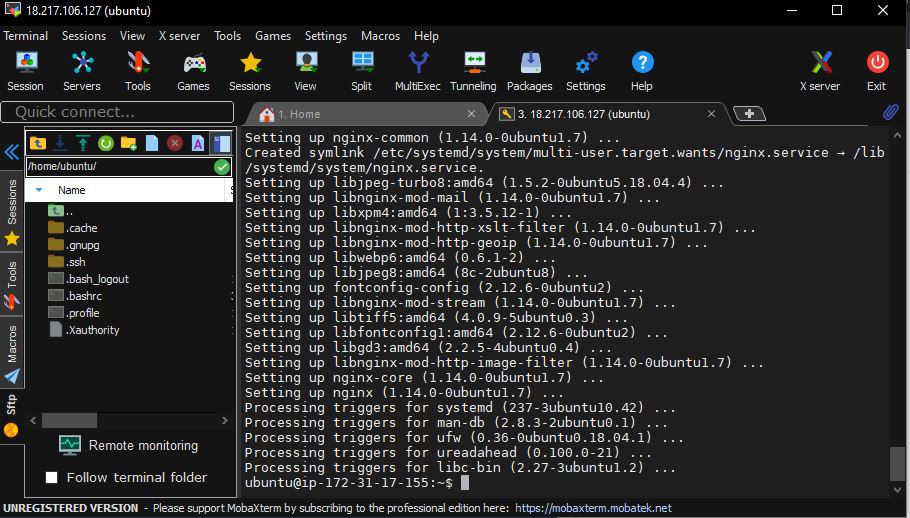 18.217.106.127 (ubuntu)
Terminal Sessions View X server Tools Games Settings Macros Help
Session Servers Tools Games Sessions View Split MultiExec Tunneling Packages Settings Help X server Exit
Quick connect...
1. Home
3. 18.217.106.127 (ubuntu)
/home/ubuntu/
Name
..
.cache
.gnupg
.ssh
.bash_logout
.bashrc
.profile
.Xauthority
Sessions
Tools
Macros
Sftp
Remote monitoring
Follow terminal folder
Setting up nginx-common (1.14.0-0ubuntu1.7) ...
Created symlink /etc/systemd/system/multi-user.target.wants/nginx.service → /lib
/systemd/system/nginx.service.
Setting up libjpeg-turbo8:amd64 (1.5.2-0ubuntu5.18.04.4) ...
Setting up libnginx-mod-mail (1.14.0-0ubuntu1.7) ...
Setting up libxpm4:amd64 (1:3.5.12-1) ...
Setting up libnginx-mod-http-xslt-filter (1.14.0-0ubuntu1.7) ...
Setting up libnginx-mod-http-geoip (1.14.0-0ubuntu1.7) ...
Setting up libwebp6:amd64 (0.6.1-2) ...
Setting up libjpeg8:amd64 (8c-2ubuntu8) ...
Setting up fontconfig-config (2.12.6-0ubuntu2) ...
Setting up libnginx-mod-stream (1.14.0-0ubuntu1.7) ...
Setting up libtiff5:amd64 (4.0.9-5ubuntu0.3) ...
Setting up libfontconfig1:amd64 (2.12.6-0ubuntu2) ...
Setting up libgd3:amd64 (2.2.5-4ubuntu0.4) ...
Setting up libnginx-mod-http-image-filter (1.14.0-0ubuntu1.7) ...
Setting up nginx-core (1.14.0-0ubuntu1.7) ...
Setting up nginx (1.14.0-0ubuntu1.7) ...
Processing triggers for systemd (237-3ubuntu10.42) ...
Processing triggers for man-db (2.8.3-2ubuntu0.1) ...
Processing triggers for ufw (0.36-0ubuntu0.18.04.1) ...
Processing triggers for ureadahead (0.100.0-21) ...
Processing triggers for libc-bin (2.27-3ubuntu1.2) ...
ubuntu@ip-172-31-17-155:~$
UNREGISTERED VERSION - Please support MobaXterm by subscribing to the professional edition here: https://mobaxterm.mobatek.net